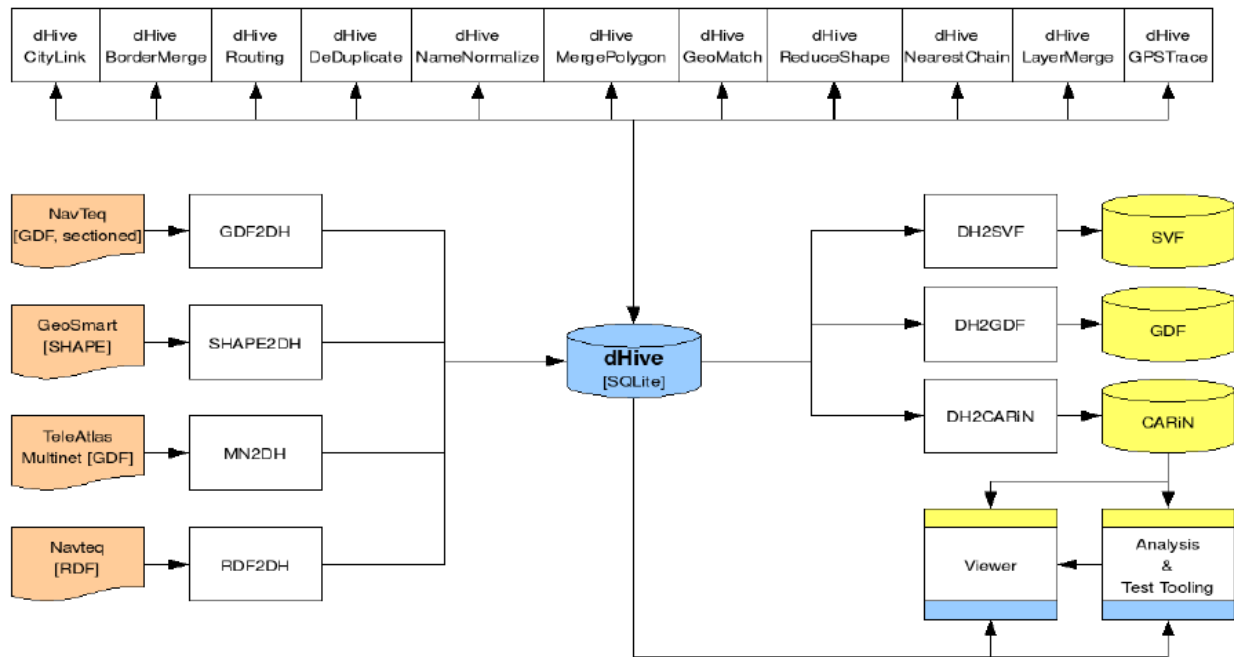 dHive
CityLink
dHive
BorderMerge
dHive
Routing
dHive
DeDuplicate
dHive
NameNormalize
dHive
MergePolygon
dHive
GeoMatch
dHive
ReduceShape
dHive
NearestChain
dHive
LayerMerge
dHive
GPSTrace
NavTeq
[GDF, sectioned]
GDF2DH
GeoSmart
[SHAPE]
SHAPE2DH
TeleAtlas
Multinet [GDF]
MN2DH
Navteq
[RDF]
RDF2DH
dHive
[SQLite]
DH2SVF
SVF
DH2GDF
GDF
DH2CARiN
CARiN
Viewer
Analysis
&
Test Tooling